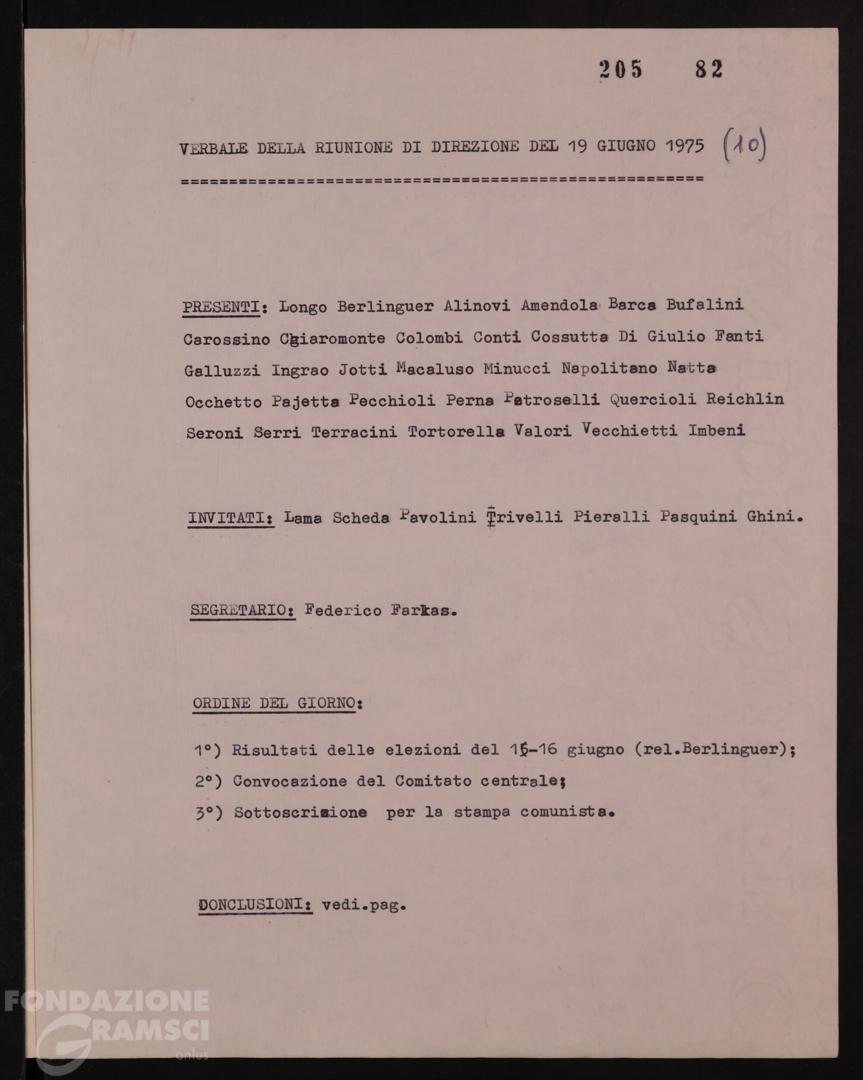 205 82
VERBALE DELLA RIUNIONE DI DIREZIONE DEL 19 GIUGNO 1975 (10)
======================================================
PRESENTI: Longo Berlinguer Alinovi Amendola Barca Bufalini
Carossino Chiaromonte Colombi Conti Cossutta Di Giulio Fanti
Galluzzi Ingrao Jotti Macaluso Minucci Napolitano Natta
Occhetto Pajetta Pecchioli Perna Petroselli Quercioli Reichlin
Seroni Serri Terracini Tortorella Valori Vecchietti Imbeni
INVITATI: Lama Scheda Pavolini Trivelli Pieralli Pasquini Ghini.
SEGRETARIO: Federico Farkas.
ORDINE DEL GIORNO:
1°) Risultati delle elezioni del 15-16 giugno (rel.Berlinguer);
2°) Convocazione del Comitato centrale;
3°) Sottoscrizione per la stampa comunista.
DONCLUSIONI: vedi.pag.
FONDAZIONE
GRAMSCI
onlus